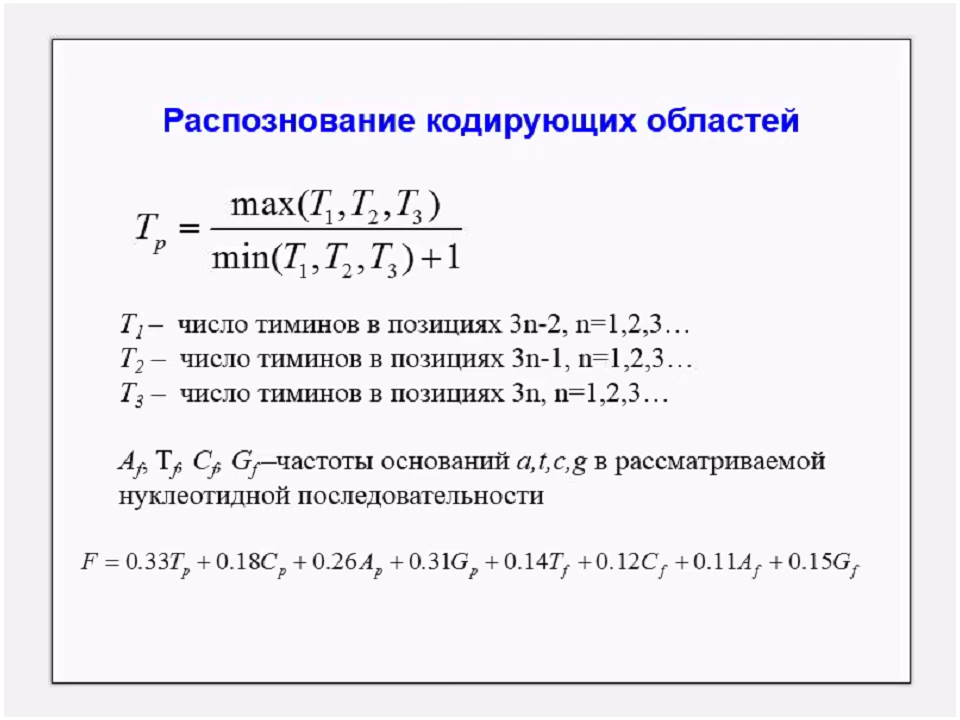 Распознование кодирующих областей
T_p = max(T_1,T_2,T_3) / min(T_1,T_2,T_3)+1
T_1 – число тиминов в позициях 3n-2, n=1,2,3…
T_2 – число тиминов в позициях 3n-1, n=1,2,3…
T_3 – число тиминов в позициях 3n, n=1,2,3…
A_f, T_f, C_f, G_f –частоты оснований a,t,c,g в рассматриваемой
нуклеотидной последовательности
F = 0.33T_p + 0.18C_p + 0.26A_p + 0.31G_p + 0.14T_f + 0.12C_f + 0.11A_f + 0.15G_f